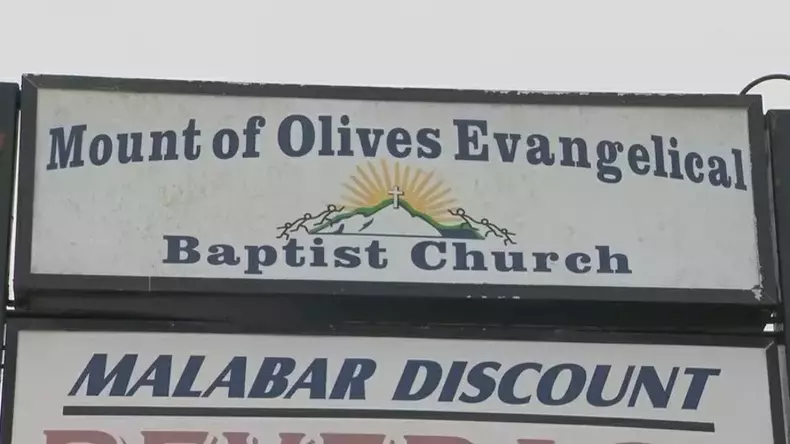 Mount of Olives Evangelical
Baptist Church
MALABAR DISCOUNT